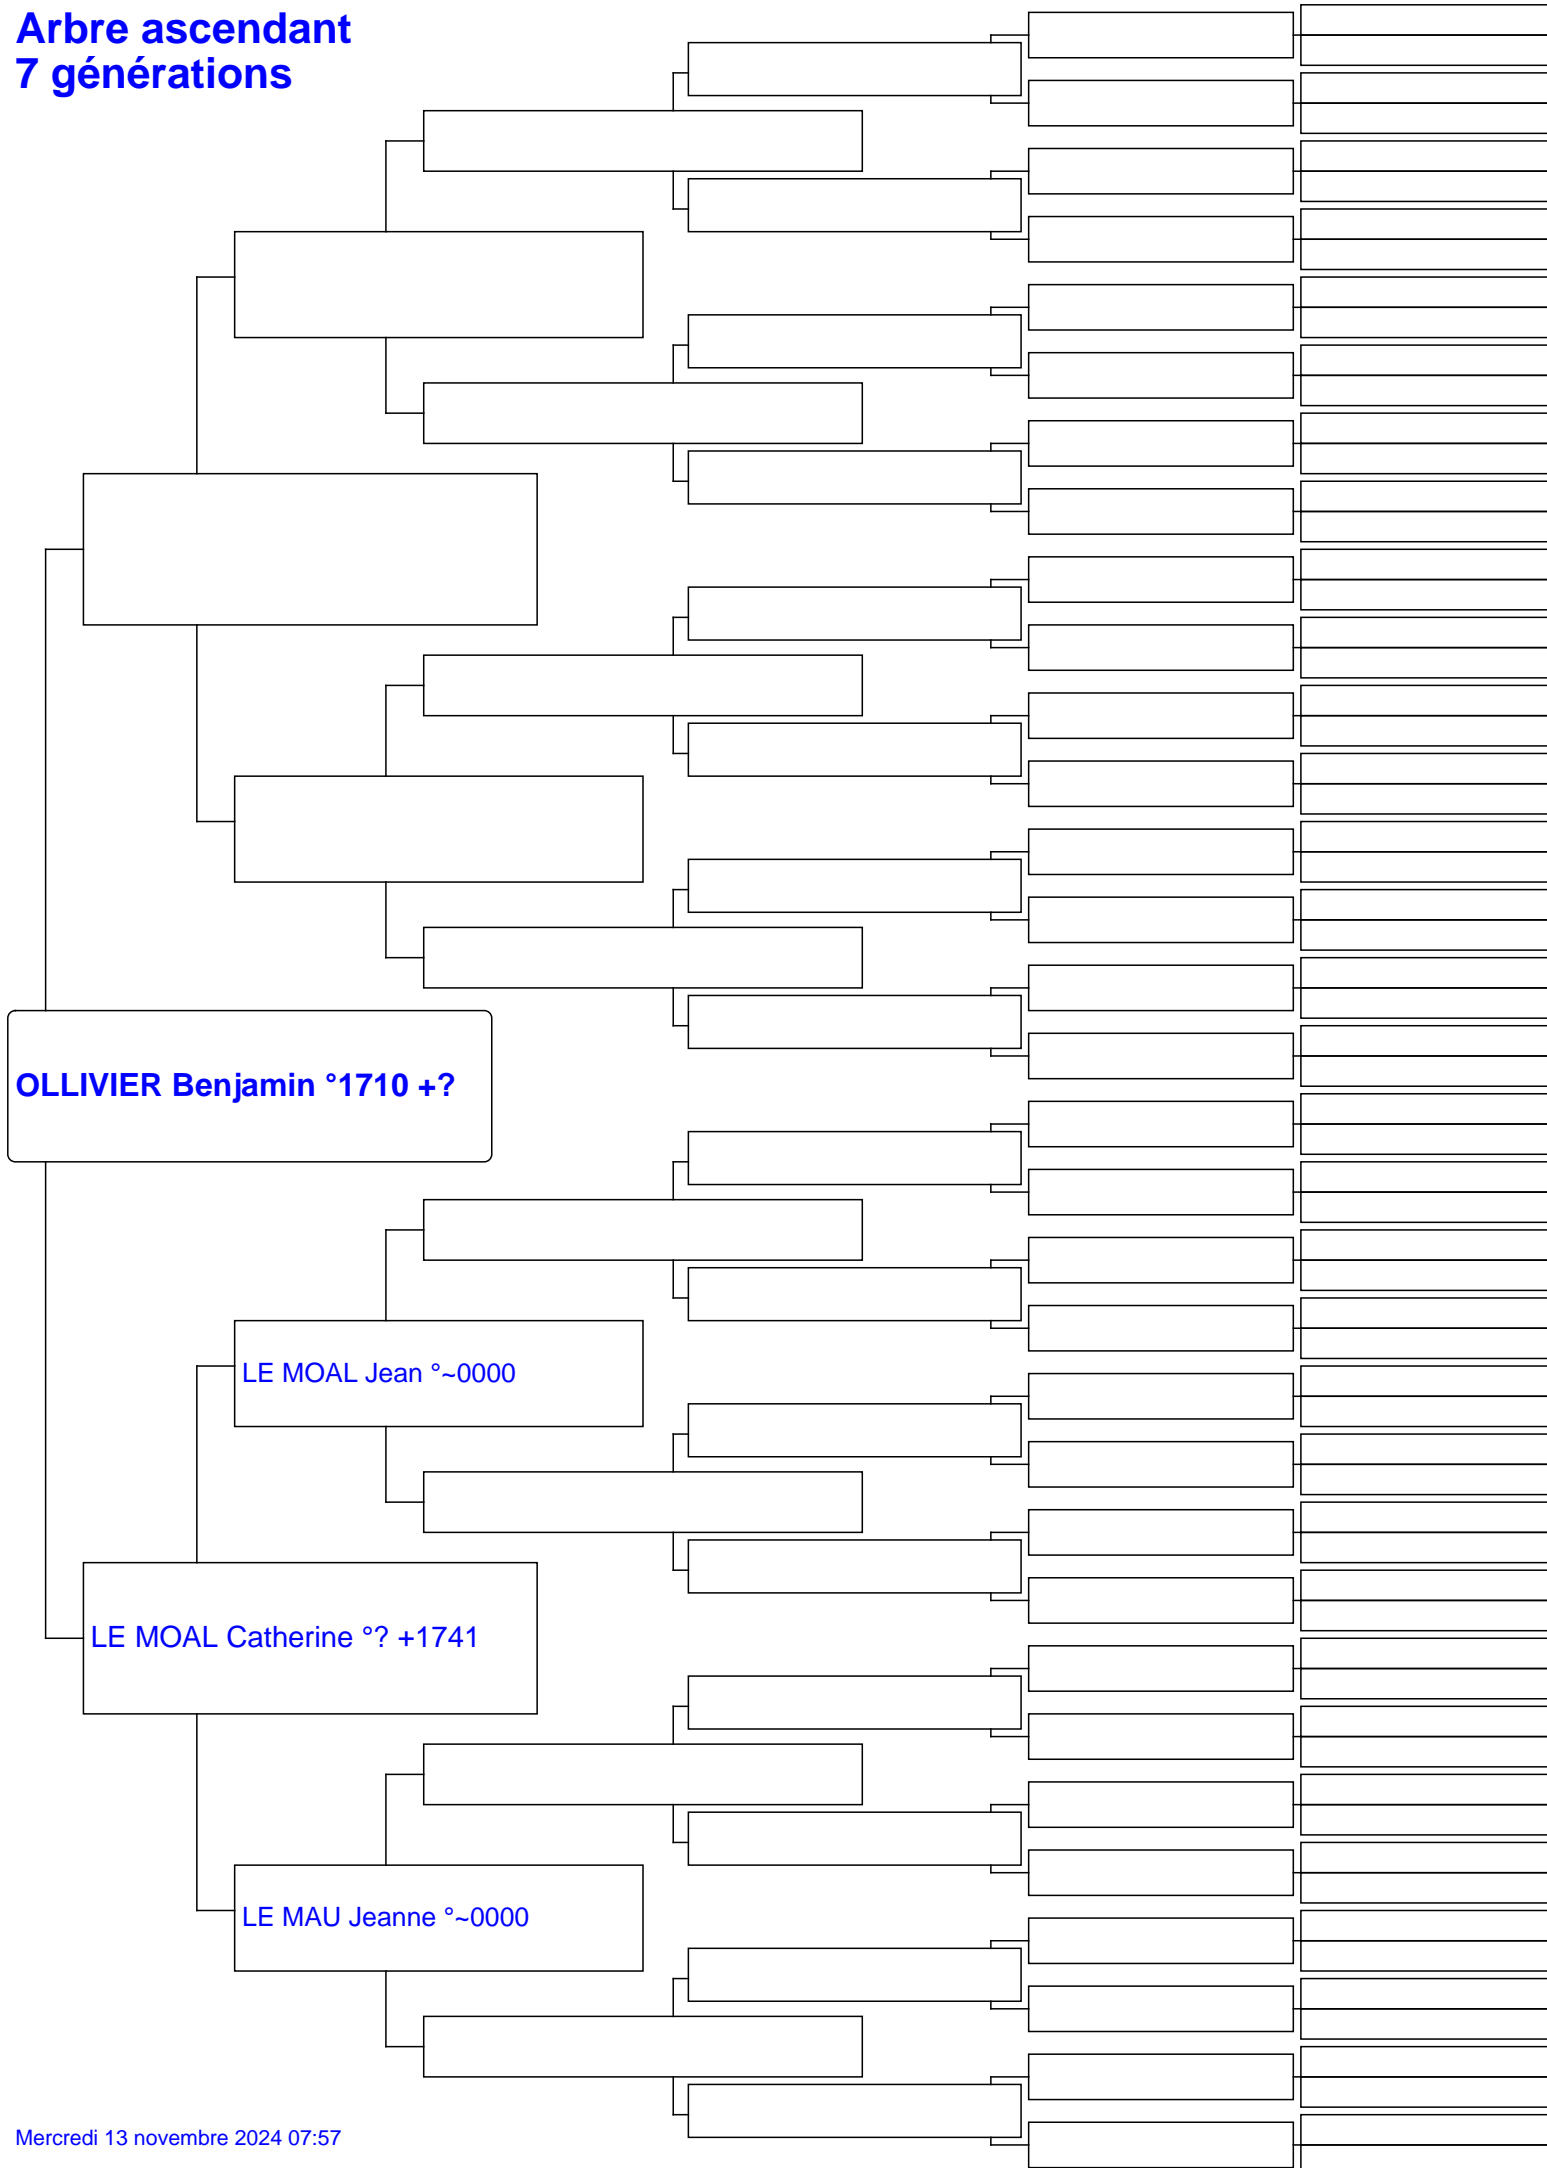 Arbre ascendant
7 générations
OLLIVIER Benjamin °1710 +?
LE MOAL Jean °~0000
LE MOAL Catherine °? +1741
LE MAU Jeanne °~0000
Mercredi 13 novembre 2024 07:57